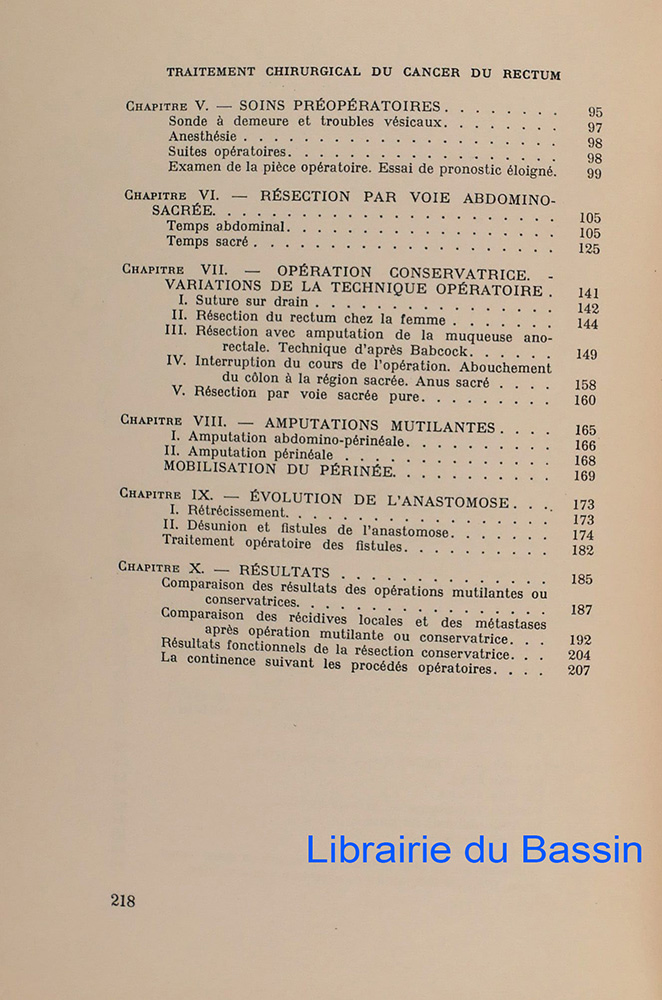 TRAITEMENT CHIRURGICAL DU CANCER DU RECTUM
CHAPITRE V. — SOINS PRÉOPÉRATOIRES . . . . . . . . 95
Sonde à demeure et troubles vésicaux. . . . . . . . 97
Anesthésie . . . . . . . . . . . . . . . . . . 98
Suites opératoires. . . . . . . . . . . . . . . . 98
Examen de la pièce opératoire. Essai de pronostic éloigné. 99
CHAPITRE VI. — RÉSECTION PAR VOIE ABDOMINO-
SACRÉE. . . . . . . . . . . . . . . . . . . . 105
Temps abdominal. . . . . . . . . . . . . . . . 105
Temps sacré . . . . . . . . . . . . . . . . . 125
CHAPITRE VII. — OPÉRATION CONSERVATRICE. -
VARIATIONS DE LA TECHNIQUE OPÉRATOIRE . 141
I. Suture sur drain . . . . . . . . . . . . . . 142
II. Résection du rectum chez la femme . . . . . . . 144
III. Résection avec amputation de la muqueuse ano-
rectale. Technique d'après Babcock. . . . . . 149
IV. Interruption du cours de l'opération. Abouchement
du côlon à la région sacrée. Anus sacré . . . . 158
V. Résection par voie sacrée pure. . . . . . . . . 160
CHAPITRE VIII. — AMPUTATIONS MUTILANTES . . . . 165
I. Amputation abdomino-périnéale. . . . . . . . . . 166
II. Amputation périnéale . . . . . . . . . . . . . 168
MOBILISATION DU PÉRINÉE. . . . . . . . . . . 169
CHAPITRE IX. — ÉVOLUTION DE L'ANASTOMOSE . . . . 173
I. Rétrécissement. . . . . . . . . . . . . . . . 173
II. Désunion et fistules de l'anastomose. . . . . . . 174
Traitement opératoire des fistules. . . . . . . . . . 182
CHAPITRE X. — RÉSULTATS . . . . . . . . . . . . 185
Comparaison des résultats des opérations mutilantes ou
conservatrices. . . . . . . . . . . . . . . . 187
Comparaison des récidives locales et des métastases
après opération mutilante ou conservatrice. . . 192
Résultats fonctionnels de la résection conservatrice. . . 204
La continence suivant les procédés opératoires. . . . 207
Librairie du Bassin
218